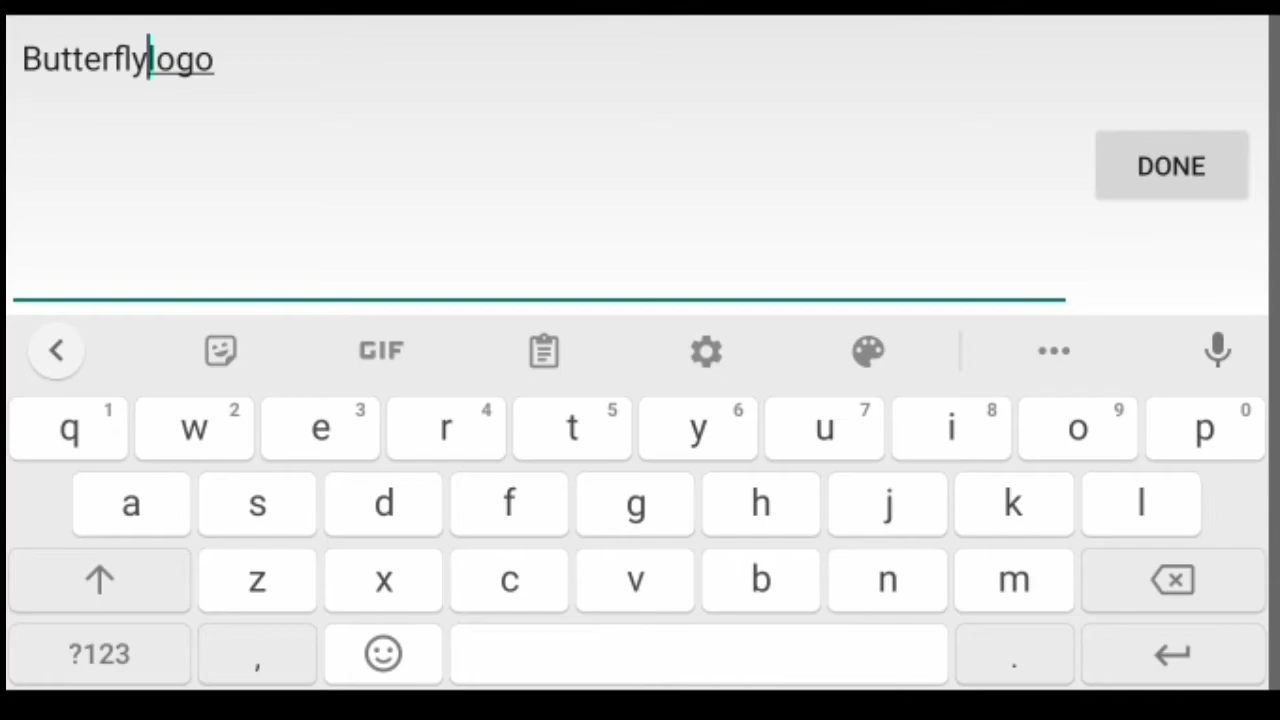 Butterflylogo
DONE
GIF
q 1 w 2 e 3 r 4 t 5 y 6 u 7 i 8 o 9 p 0
a s d f g h j k l
z x c v b n m
?123 , .